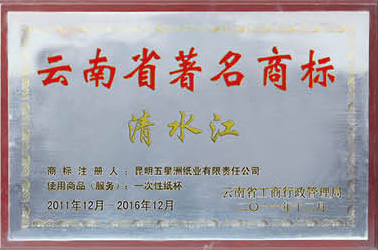 云南省著名商标
清水江
商标注册人：昆明五星洲纸业有限责任公司
使用商品（服务）：一次性纸杯
2011年12月－2016年12月
云南省工商行政管理局
二〇一一年十二月